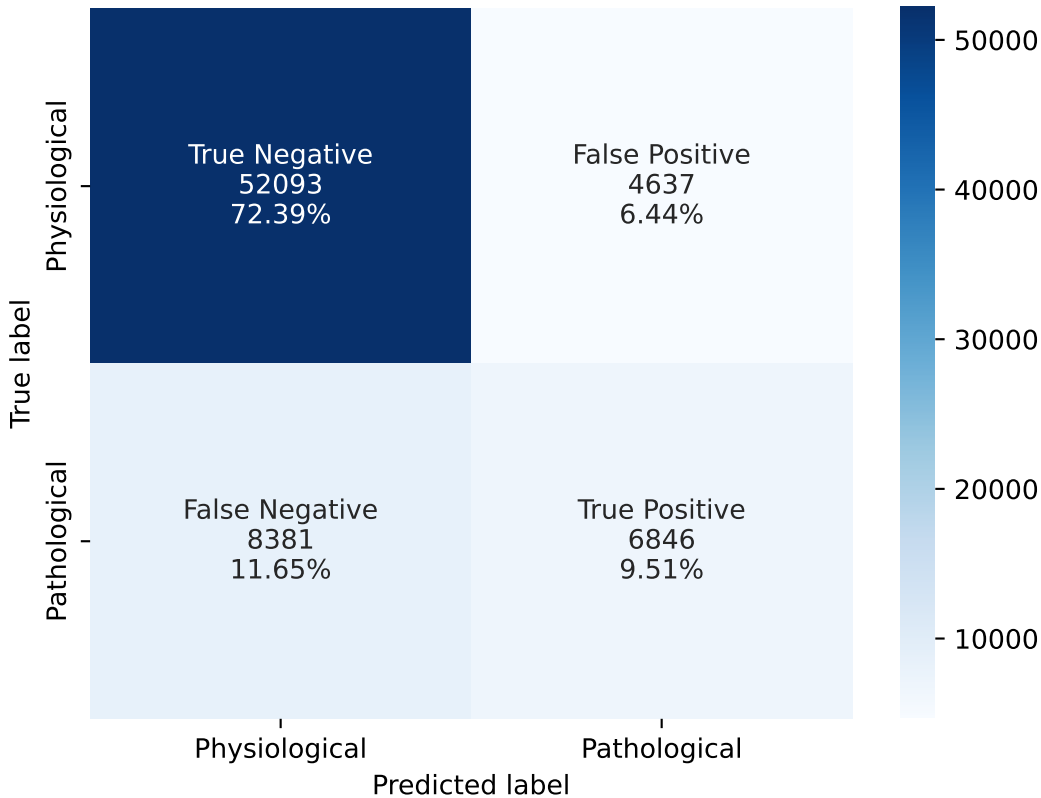 True label
Physiological
Pathological
True Negative
52093
72.39%
False Positive
4637
6.44%
False Negative
8381
11.65%
True Positive
6846
9.51%
Physiological
Pathological
Predicted label
50000
40000
30000
20000
10000